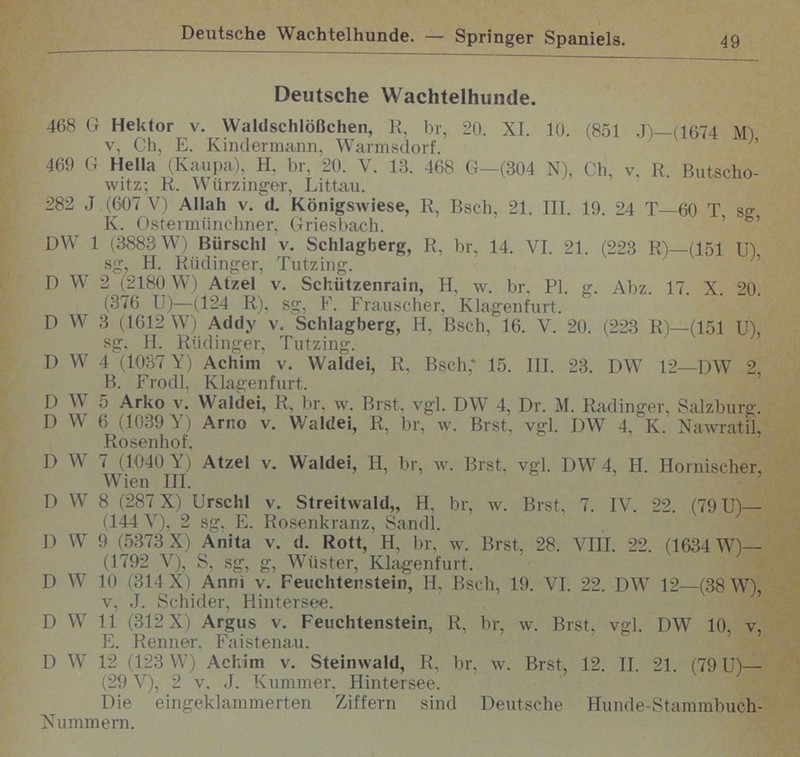 Deutsche Wachtelhunde. — Springer Spaniels. 49
Deutsche Wachtelhunde.
468 G Hektor v. Waldschlößchen, R, br, 20. XI. 10. (851 J)—(1674 M),
v, Ch, E. Kindermann, Warmsdorf.
469 G Hella (Kaupa), H, br, 20. V. 13. 468 G—(304 N), Ch, v, R. Butscho-
witz; R. Würzinger, Littau.
282 J (607 V) Allah v. d. Königswiese, R, Bsch, 21. III. 19. 24 T—60 T, sg,
K. Ostermünchner, Griesbach.
DW 1 (3883 W) Bürschl v. Schlagberg, R, br, 14. VI. 21. (223 R)—(151 U),
sg, H. Rüdinger, Tutzing.
D W 2 (2180 W) Atzel v. Schützenrain, H, w. br. Pl. g. Abz. 17. X. 20.
(376 U)—(124 R), sg, F. Frauscher, Klagenfurt.
D W 3 (1612 W) Addy v. Schlagberg, H, Bsch, 16. V. 20. (223 R)—(151 U),
sg, H. Rüdinger, Tutzing.
D W 4 (1037 Y) Achim v. Waldei, R, Bsch, 15. III. 23. DW 12—DW 2,
B. Frodl, Klagenfurt.
D W 5 Arko v. Waldei, R, br, w. Brst, vgl. DW 4, Dr. M. Radinger, Salzburg.
D W 6 (1039 Y) Arno v. Waldei, R, br, w. Brst, vgl. DW 4, K. Nawratil,
Rosenhof.
D W 7 (1040 Y) Atzel v. Waldei, H, br, w. Brst, vgl. DW 4, H. Hornischer,
Wien III.
D W 8 (287 X) Urschl v. Streitwald,, H, br, w. Brst, 7. IV. 22. (79 U)—
(144 V), 2 sg, E. Rosenkranz, Sandl.
D W 9 (5373 X) Anita v. d. Rott, H, br, w. Brst, 28. VIII. 22. (1634 W)—
(1792 V), S, sg, g, Wüster, Klagenfurt.
D W 10 (314 X) Anni v. Feuchtenstein, H, Bsch, 19. VI. 22. DW 12—(38 W),
v, J. Schider, Hintersee.
D W 11 (312 X) Argus v. Feuchtenstein, R, br, w. Brst, vgl. DW 10, v,
E. Renner, Faistenau.
D W 12 (123 W) Achim v. Steinwald, R, br, w. Brst, 12. II. 21. (79 U)—
(29 V), 2 v, J. Kummer, Hintersee.
Die eingeklammerten Ziffern sind Deutsche Hunde-Stammbuch-
Nummern.